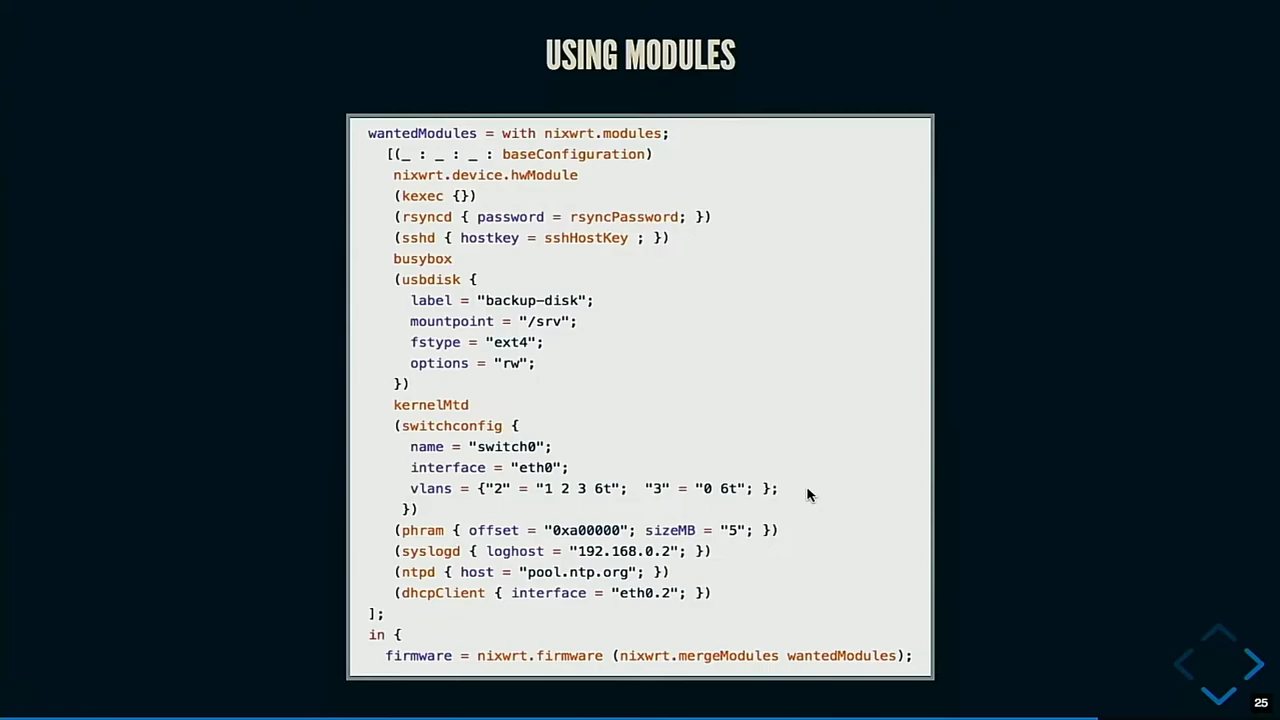 USING MODULES
wantedModules = with nixwrt.modules;
[(_ : _ : _ : baseConfiguration)
nixwrt.device.hwModule
(kexec {})
(rsyncd { password = rsyncPassword; })
(sshd { hostkey = sshHostKey ; })
busybox
(usbdisk {
label = "backup-disk";
mountpoint = "/srv";
fstype = "ext4";
options = "rw";
})
kernelMtd
(switchconfig {
name = "switch0";
interface = "eth0";
vlans = {"2" = "1 2 3 6t";  "3" = "0 6t"; };
})
(phram { offset = "0xa00000"; sizeMB = "5"; })
(syslogd { loghost = "192.168.0.2"; })
(ntpd { host = "pool.ntp.org"; })
(dhcpClient { interface = "eth0.2"; })
];
in {
firmware = nixwrt.firmware (nixwrt.mergeModules wantedModules);
25